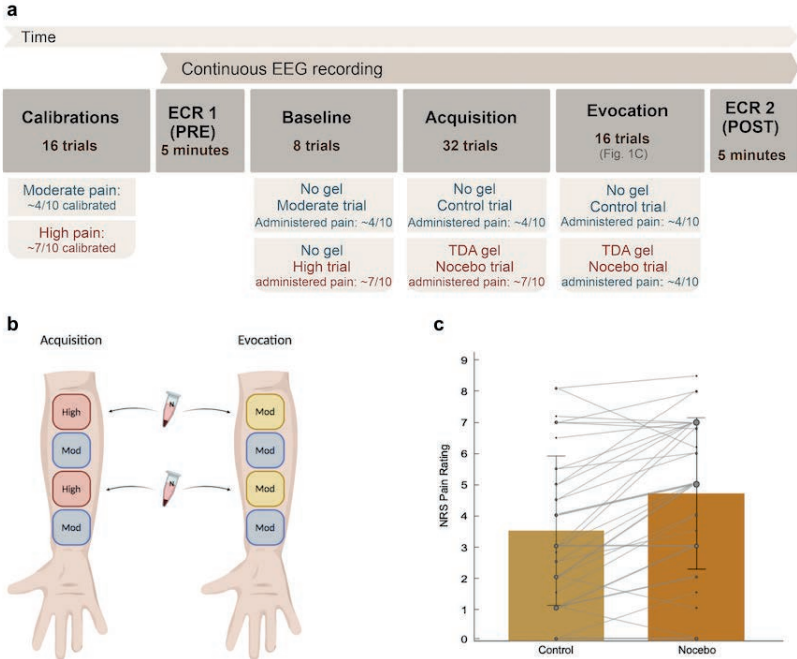 a
Time
Continuous EEG recording
Calibrations
16 trials
ECR 1
(PRE)
5 minutes
Baseline
8 trials
Acquisition
32 trials
Evocation
16 trials
(Fig. 1C)
ECR 2
(POST)
5 minutes
Moderate pain:
~4/10 calibrated
High pain:
~7/10 calibrated
No gel
Moderate trial
Administered pain: ~4/10
No gel
High trial
administered pain: ~7/10
No gel
Control trial
Administered pain: ~4/10
TDA gel
Nocebo trial
administered pain: ~7/10
No gel
Control trial
Administered pain: ~4/10
TDA gel
Nocebo trial
administered pain: ~4/10
b
Acquisition
Evocation
High
Mod
High
Mod
N
N
Mod
Mod
Mod
Mod
c
NRS Pain Rating
9
8
7
6
5
4
3
2
1
0
Control
Nocebo